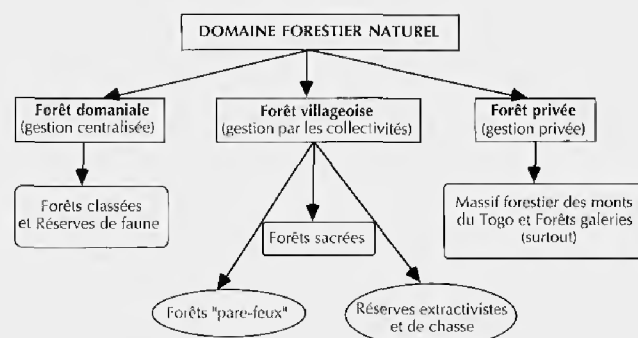 DOMAINE FORESTIER NATUREL
Forêt domaniale
(gestion centralisée)
Forêt villageoise
(gestion par les collectivités)
Forêt privée
(gestion privée)
Forêts classées
et Réserves de faune
Forêts sacrées
Massif forestier des monts
du Togo et Forêts galeries
(surtout)
Forêts "pare-feux"
Réserves extractivistes
et de chasse